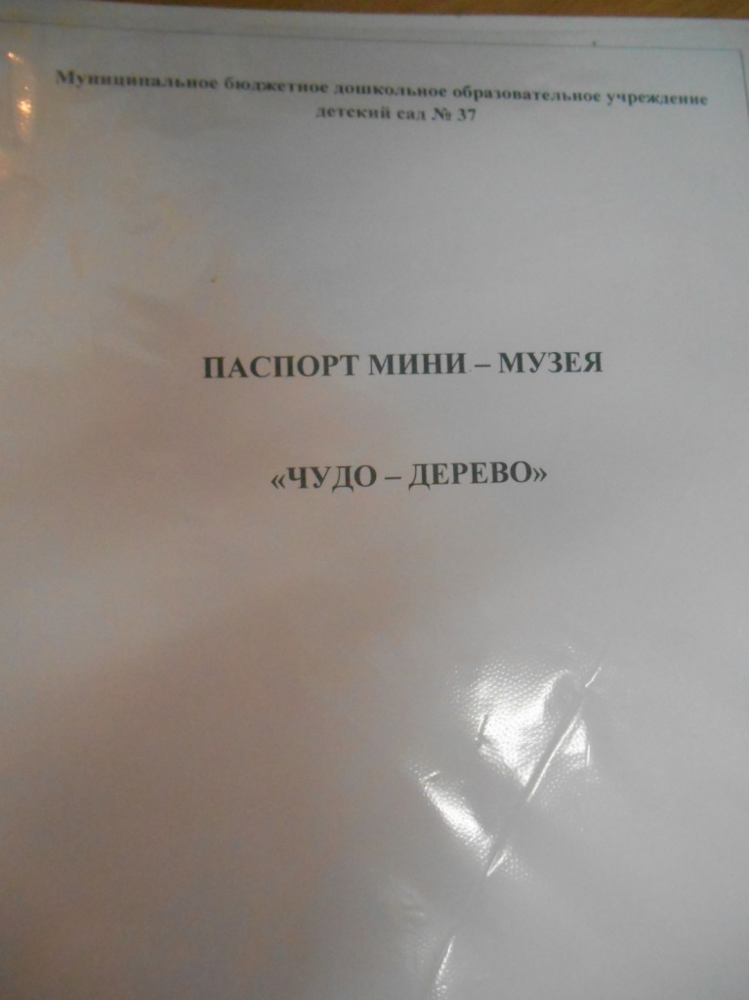 Муниципальное бюджетное дошкольное образовательное учреждение
детский сад № 37
ПАСПОРТ МИНИ – МУЗЕЯ
«ЧУДО – ДЕРЕВО»